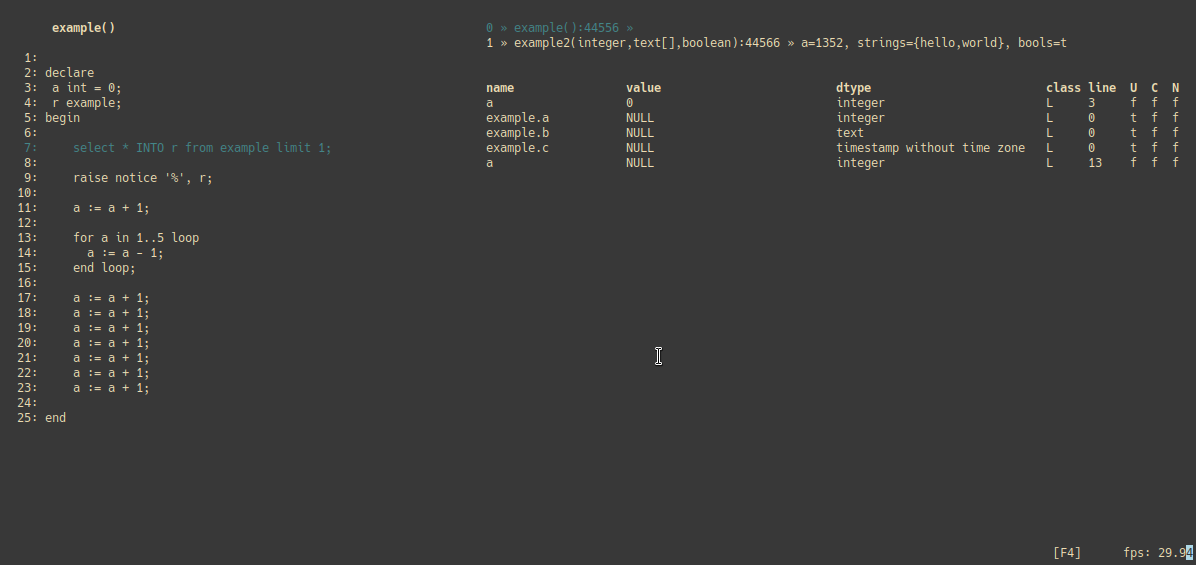 example()
1:
2: declare
3:  a int = 0;
4:  r example;
5: begin
6:
7:     select * INTO r from example limit 1;
8:
9:     raise notice '%', r;
10:
11:     a := a + 1;
12:
13:     for a in 1..5 loop
14:       a := a - 1;
15:     end loop;
16:
17:     a := a + 1;
18:     a := a + 1;
19:     a := a + 1;
20:     a := a + 1;
21:     a := a + 1;
22:     a := a + 1;
23:     a := a + 1;
24:
25: end
0 » example():44556 »
1 » example2(integer,text[],boolean):44566 » a=1352, strings={hello,world}, bools=t
name value dtype class line U C N
a 0 integer L 3 f f f
example.a NULL integer L 0 t f f
example.b NULL text L 0 t f f
example.c NULL timestamp without time zone L 0 t f f
a NULL integer L 13 f f f
[F4] fps: 29.94